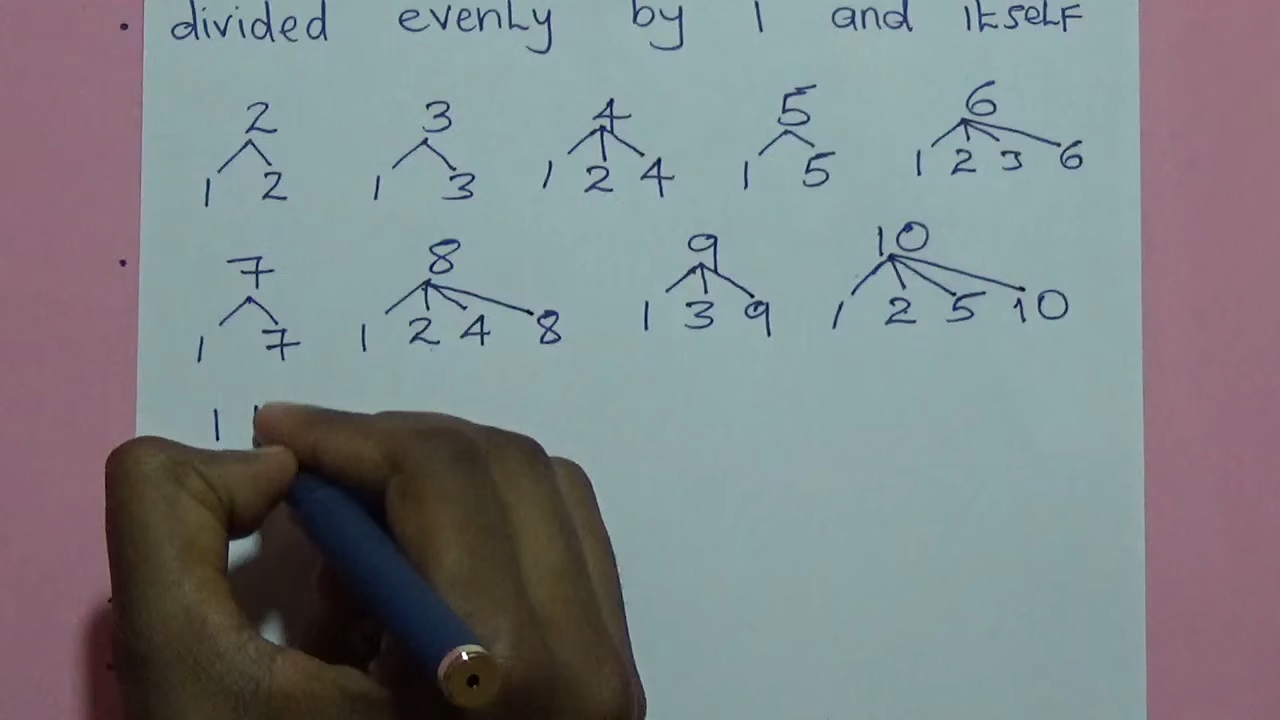 divided evenly by 1 and itself
2 3 4 5 6
1 2 1 3 1 2 4 1 5 1 2 3 6
7 8 9 10
1 7 1 2 4 8 1 3 9 1 2 5 10
11